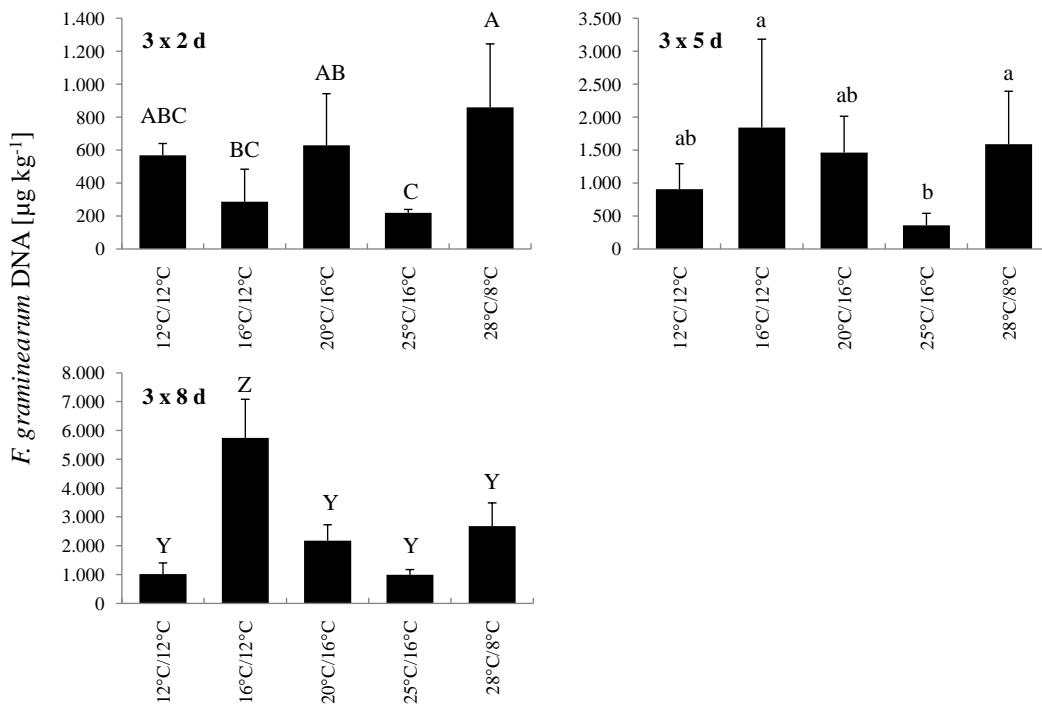 F. graminearum DNA [µg kg⁻¹]
3 x 2 d
1.400
1.200
1.000
800
600
400
200
0
ABC
BC
AB
C
A
12°C/12°C
16°C/12°C
20°C/16°C
25°C/16°C
28°C/8°C
3 x 5 d
3.500
3.000
2.500
2.000
1.500
1.000
500
0
ab
a
ab
b
a
12°C/12°C
16°C/12°C
20°C/16°C
25°C/16°C
28°C/8°C
3 x 8 d
8.000
7.000
6.000
5.000
4.000
3.000
2.000
1.000
0
Y
Z
Y
Y
Y
12°C/12°C
16°C/12°C
20°C/16°C
25°C/16°C
28°C/8°C